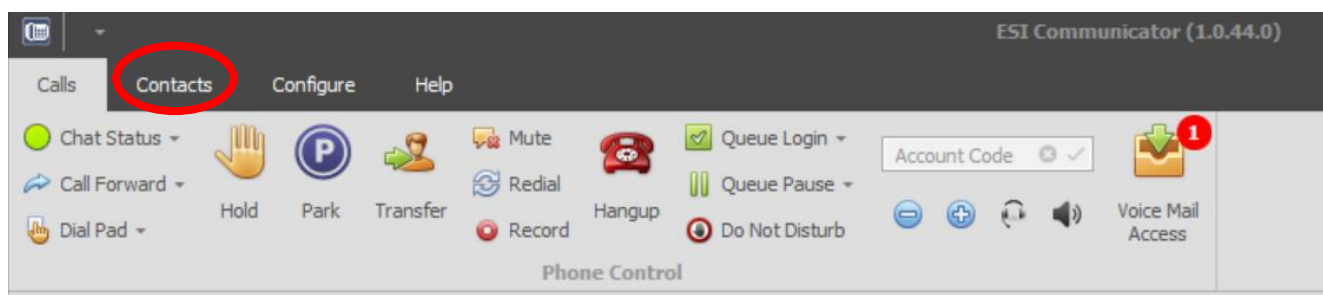 ESI Communicator (1.0.44.0)
Calls Contacts Configure Help
Chat Status
Call Forward
Dial Pad
Hold
P
Park
Transfer
Mute
Redial
Record
Hangup
Queue Login
Queue Pause
Do Not Disturb
Account Code
1
Voice Mail
Access
Phone Control